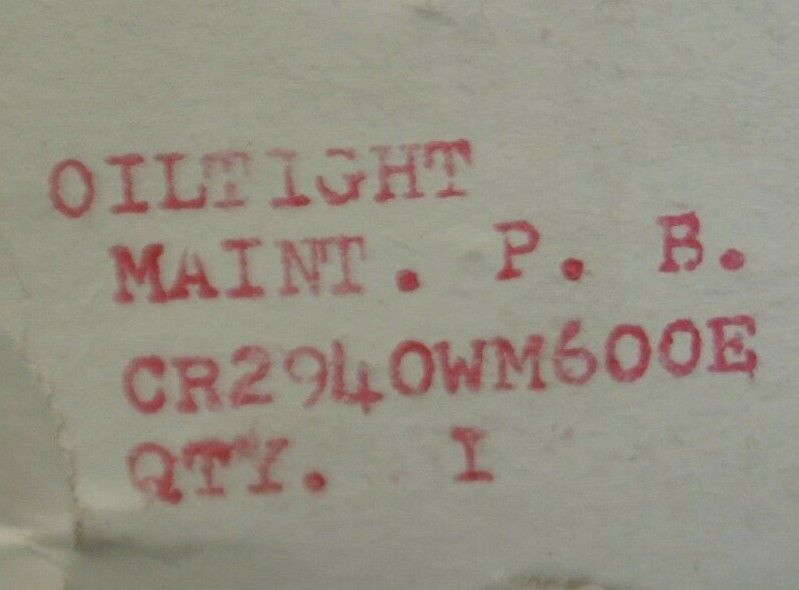 OILTIGHT
MAINT. P. B.
CR2940WM600E
QTY. 1